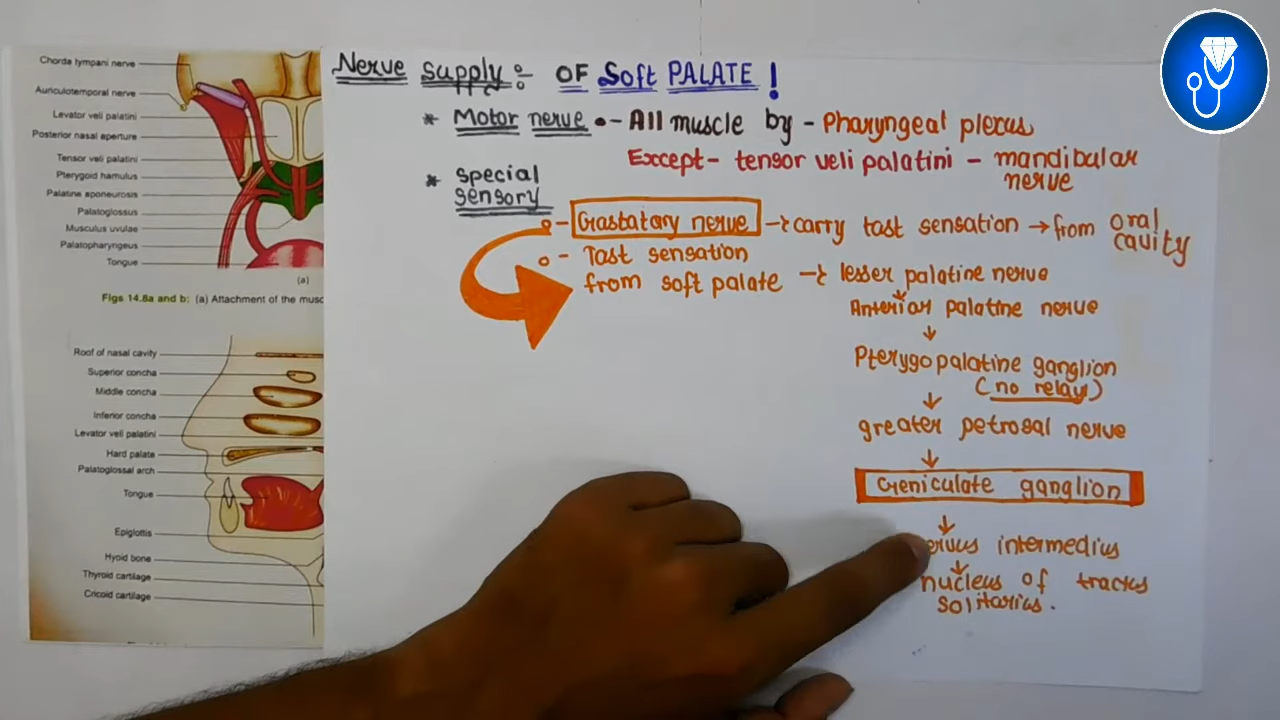 Chorda tympani nerve
Auriculotemporal nerve
Levator veli palatini
Posterior nasal aperture
Tensor veli palatini
Pterygoid hamulus
Palatine aponeurosis
Palatoglossus
Musculus uvulae
Palatopharyngeus
Tongue
(a)
Figs 14.8a and b: (a) Attachment of the musc
Roof of nasal cavity
Superior concha
Middle concha
Inferior concha
Levator veli palatini
Hard palate
Palatoglossal arch
Tongue
Epiglottis
Hyoid bone
Thyroid cartilage
Cricoid cartilage
Nerve supply :- OF Soft PALATE !
* Motor nerve •- All muscle by - Pharyngeal plexus
Except - tensor veli palatini - mandibular
nerve
* special
sensory
o - Grastatary nerve → carry tast sensation → from oral
cavity
o - Tast sensation
from soft palate → lesser palatine nerve
↓
Anterior palatine nerve
↓
Pterygopalatine ganglion
(no relay)
↓
greater petrosal nerve
↓
Geniculate ganglion
↓
intermedius
↓
nucleus of tractus
solitarius.